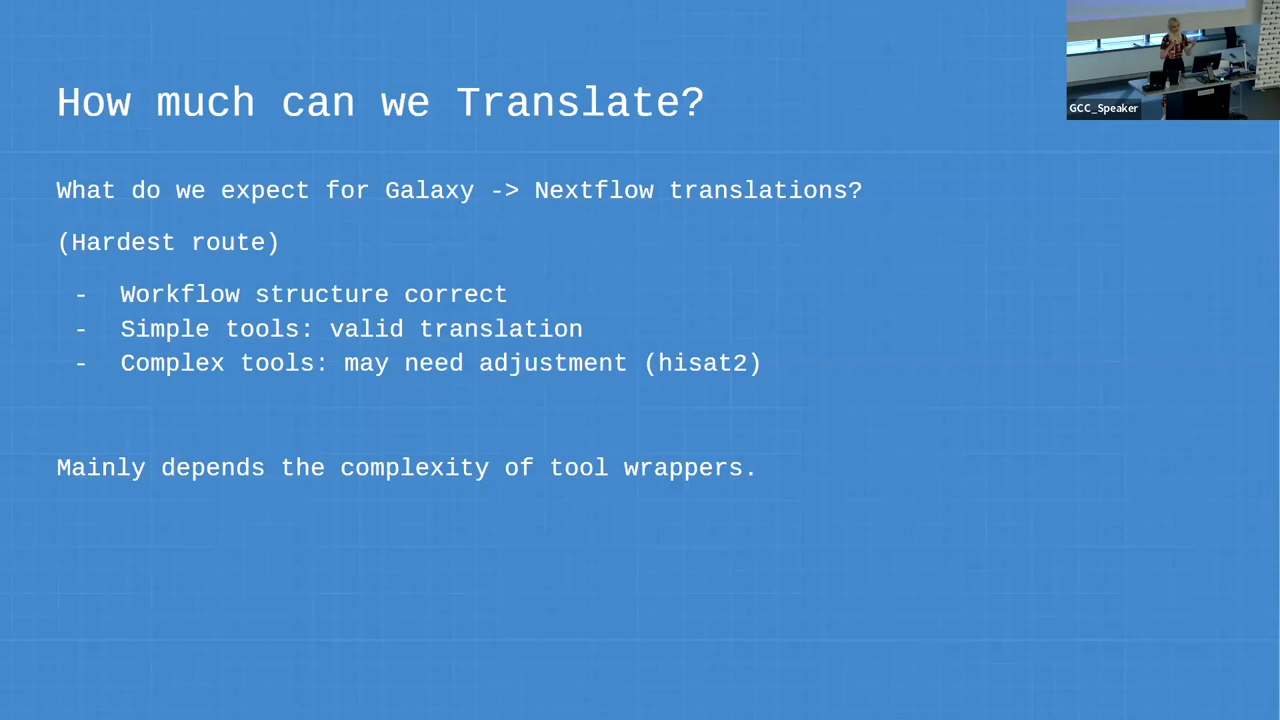 How much can we Translate?
GCC_Speaker
What do we expect for Galaxy -> Nextflow translations?
(Hardest route)
- Workflow structure correct
- Simple tools: valid translation
- Complex tools: may need adjustment (hisat2)
Mainly depends the complexity of tool wrappers.